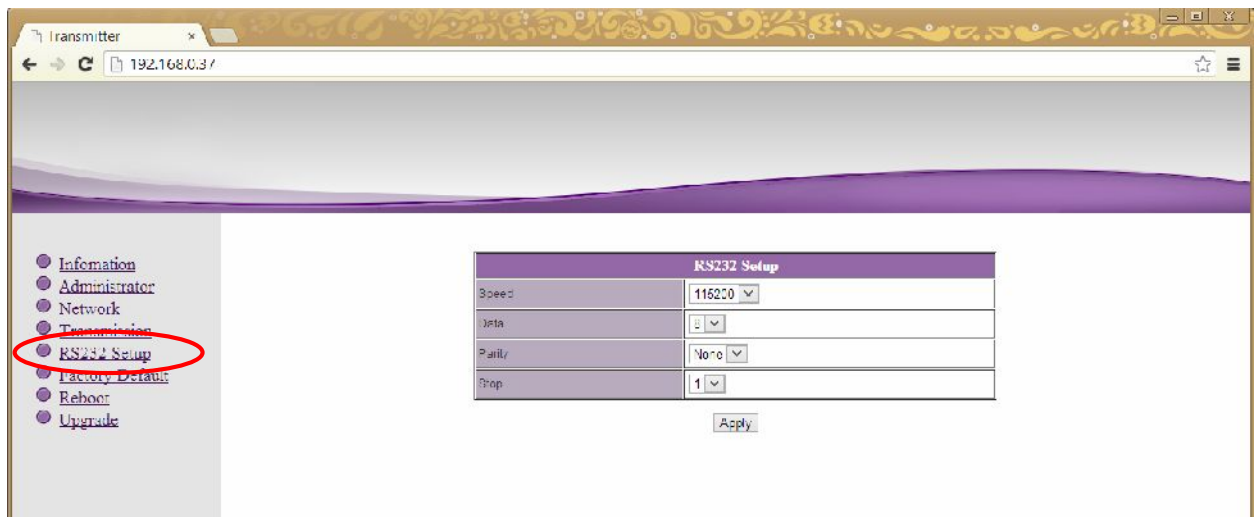 Transmitter
192.168.0.37
Infomation
Administrator
Network
Transmission
RS232 Setup
Factory Default
Reboot
Upgrade
RS232 Setup
Speed 115200
Data 8
Parity None
Stop 1
Apply